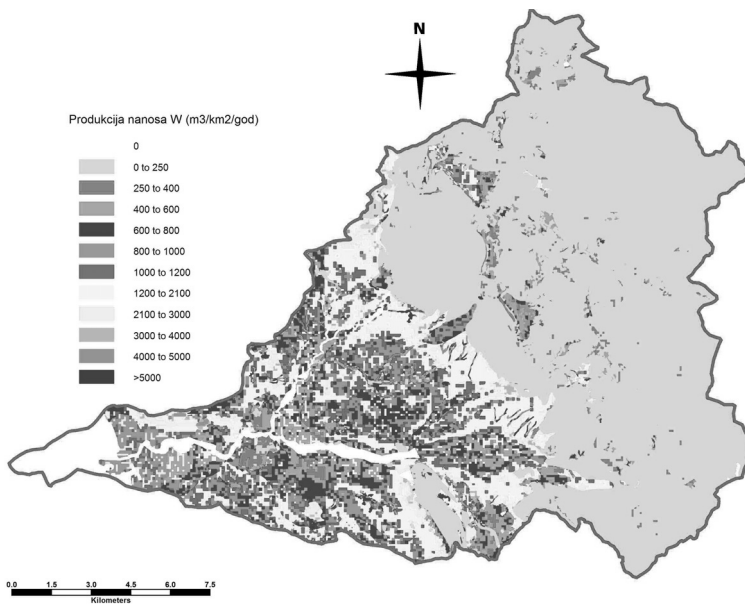 N
Produkcija nanosa W (m3/km2/god)
0
0 to 250
250 to 400
400 to 600
600 to 800
800 to 1000
1000 to 1200
1200 to 2100
2100 to 3000
3000 to 4000
4000 to 5000
>5000
0.0 1.5 3.0 4.5 6.0 7.5
Kilometers